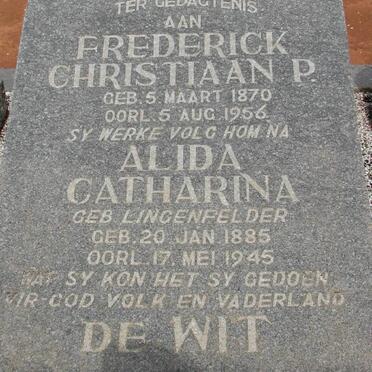 TER GEDAGTENIS
AAN
FREDERICK
CHRISTIAAN P.
GEB. 5. MAART 1870
OORL. 5 AUG. 1956.
SY WERKE VOLG HOM NA
ALIDA
CATHARINA
GEB LINGENFELDER
GEB. 20 JAN 1885
OORL. 17 MEI 1945
WAT SY KON HET SY GEDOEN
VIR-GOD VOLK EN VADERLAND
DE WIT